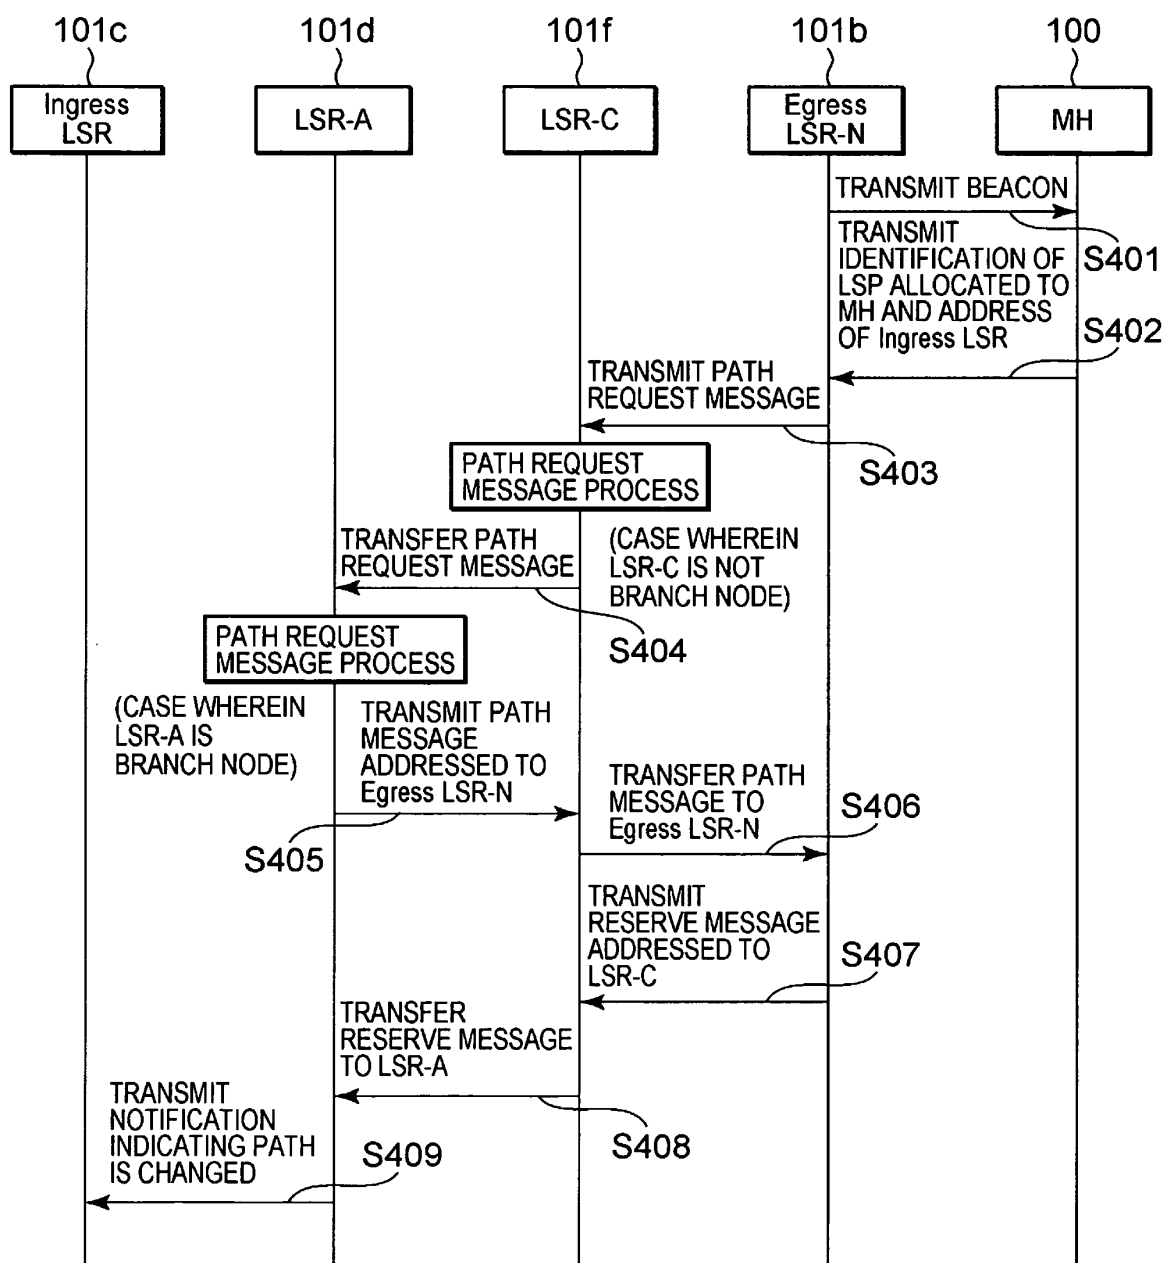 101c
101d
101f
101b
100
Ingress
LSR
LSR-A
LSR-C
Egress
LSR-N
MH
TRANSMIT BEACON
S401
TRANSMIT
IDENTIFICATION OF
LSP ALLOCATED TO
MH AND ADDRESS
OF Ingress LSR
S402
TRANSMIT PATH
REQUEST MESSAGE
S403
PATH REQUEST
MESSAGE PROCESS
(CASE WHEREIN
LSR-C IS NOT
BRANCH NODE)
TRANSFER PATH
REQUEST MESSAGE
S404
PATH REQUEST
MESSAGE PROCESS
(CASE WHEREIN
LSR-A IS
BRANCH NODE)
TRANSMIT PATH
MESSAGE
ADDRESSED TO
Egress LSR-N
S405
TRANSFER PATH
MESSAGE TO
Egress LSR-N
S406
TRANSMIT
RESERVE MESSAGE
ADDRESSED TO
LSR-C
S407
TRANSFER
RESERVE MESSAGE
TO LSR-A
S408
TRANSMIT
NOTIFICATION
INDICATING PATH
IS CHANGED
S409